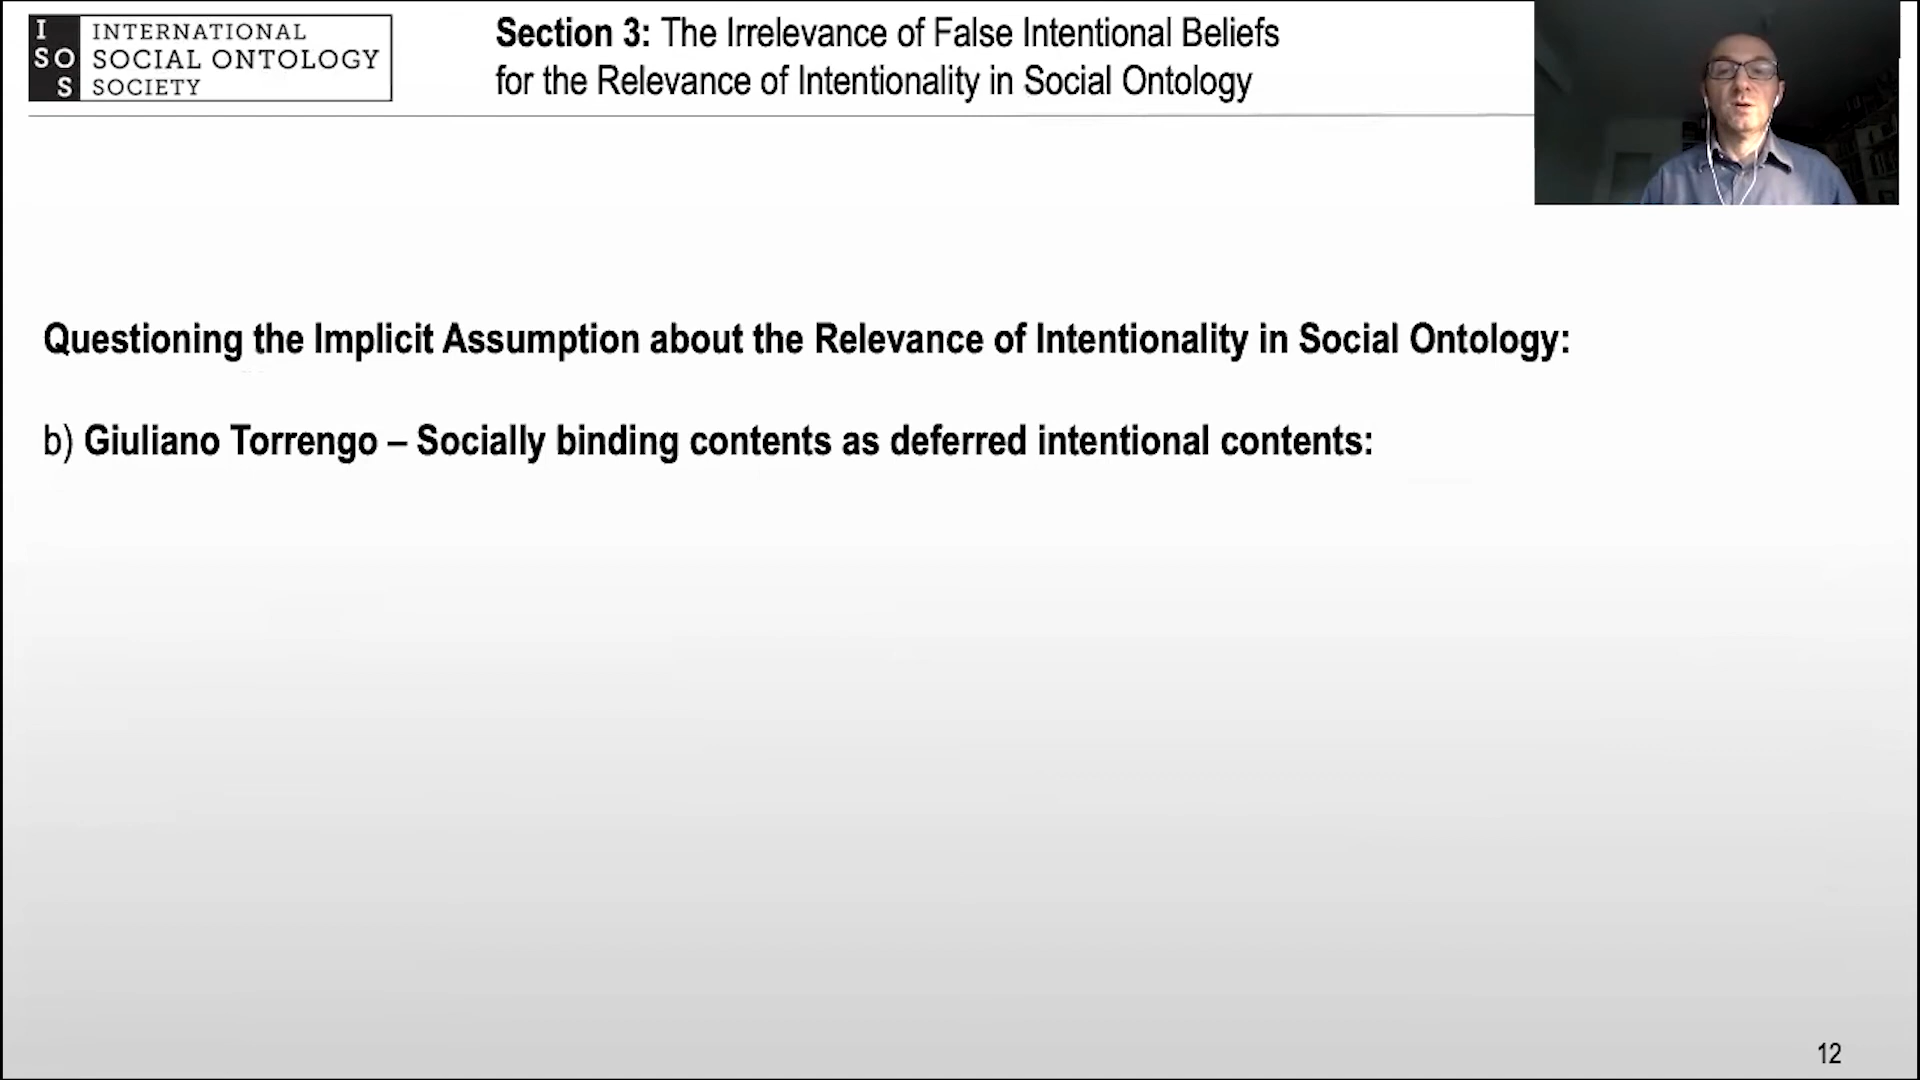 I
SO
S
INTERNATIONAL
SOCIAL ONTOLOGY
SOCIETY
Section 3: The Irrelevance of False Intentional Beliefs
for the Relevance of Intentionality in Social Ontology
Questioning the Implicit Assumption about the Relevance of Intentionality in Social Ontology:
b) Giuliano Torrengo – Socially binding contents as deferred intentional contents:
12